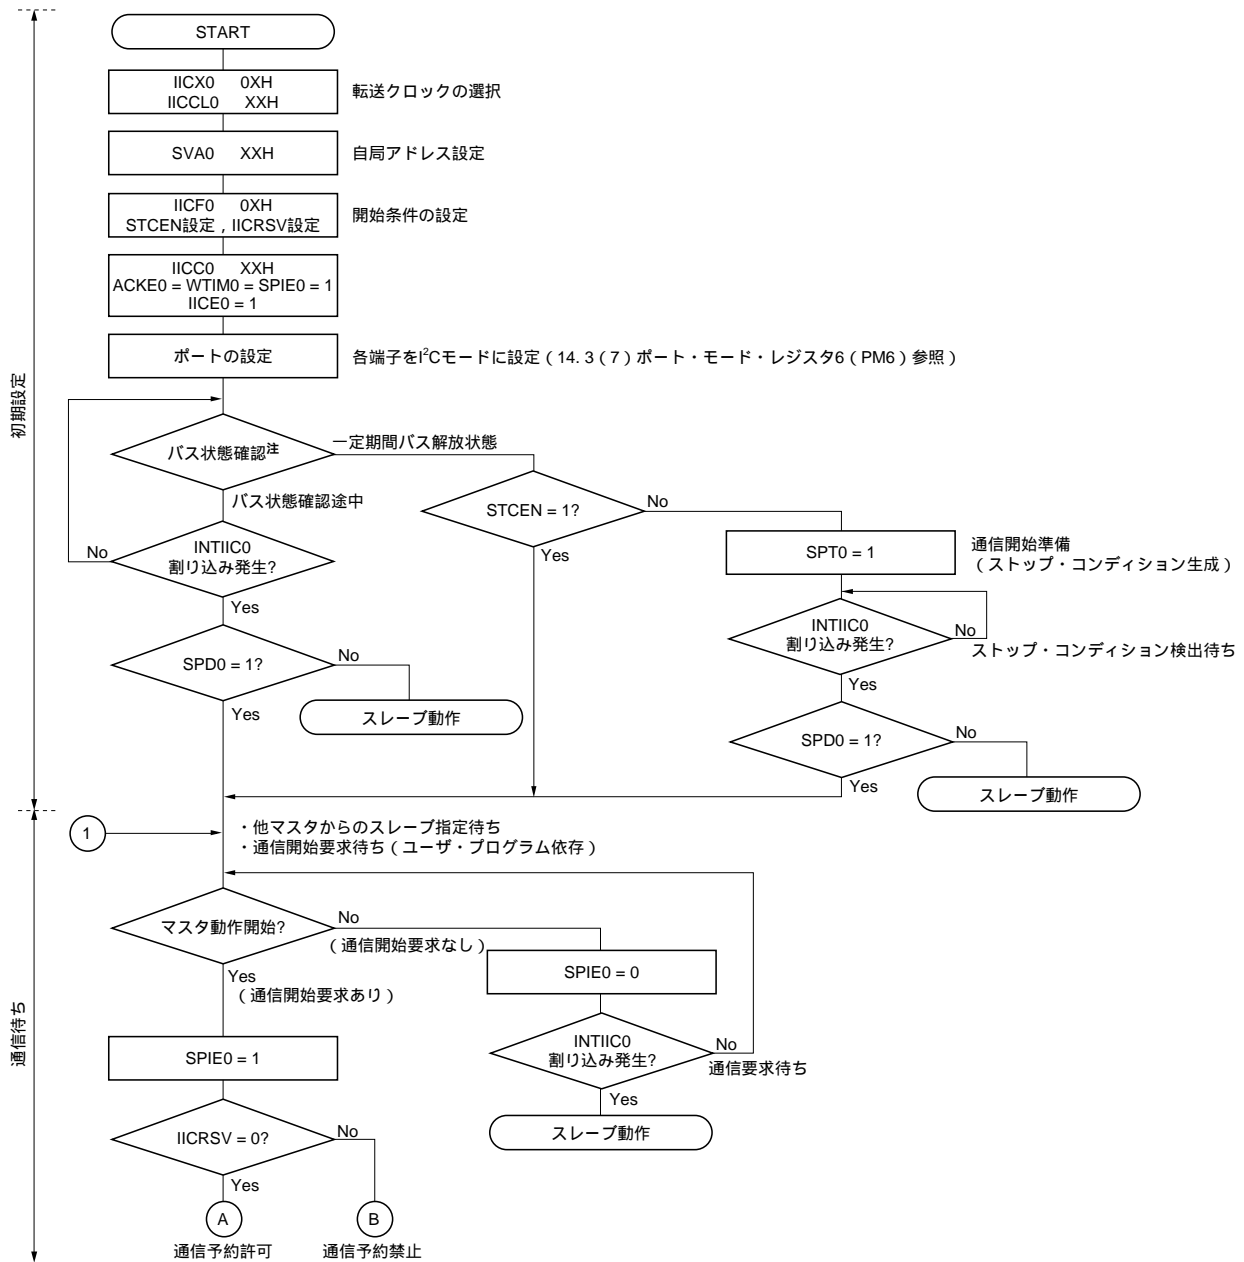 START
IICX0 0XH
IICCL0 XXH
転送クロックの選択
SVA0 XXH
自局アドレス設定
IICF0 0XH
STCEN設定，IICRSV設定
開始条件の設定
IICC0 XXH
ACKE0 = WTIM0 = SPIE0 = 1
IICE0 = 1
ポートの設定
各端子をI²Cモードに設定（14. 3（7）ポート・モード・レジスタ6（PM6）参照）
初期設定
バス状態確認注
一定期間バス解放状態
バス状態確認途中
STCEN = 1?
No
Yes
INTIIC0
割り込み発生?
No
Yes
SPT0 = 1
通信開始準備
（ストップ・コンディション生成）
INTIIC0
割り込み発生?
No
ストップ・コンディション検出待ち
Yes
SPD0 = 1?
No
Yes
スレーブ動作
SPD0 = 1?
No
Yes
スレーブ動作
1
・他マスタからのスレーブ指定待ち
・通信開始要求待ち（ユーザ・プログラム依存）
通信待ち
マスタ動作開始?
No
（通信開始要求なし）
Yes
（通信開始要求あり）
SPIE0 = 0
INTIIC0
割り込み発生?
No
通信要求待ち
Yes
スレーブ動作
SPIE0 = 1
IICRSV = 0?
No
Yes
A
B
通信予約許可
通信予約禁止